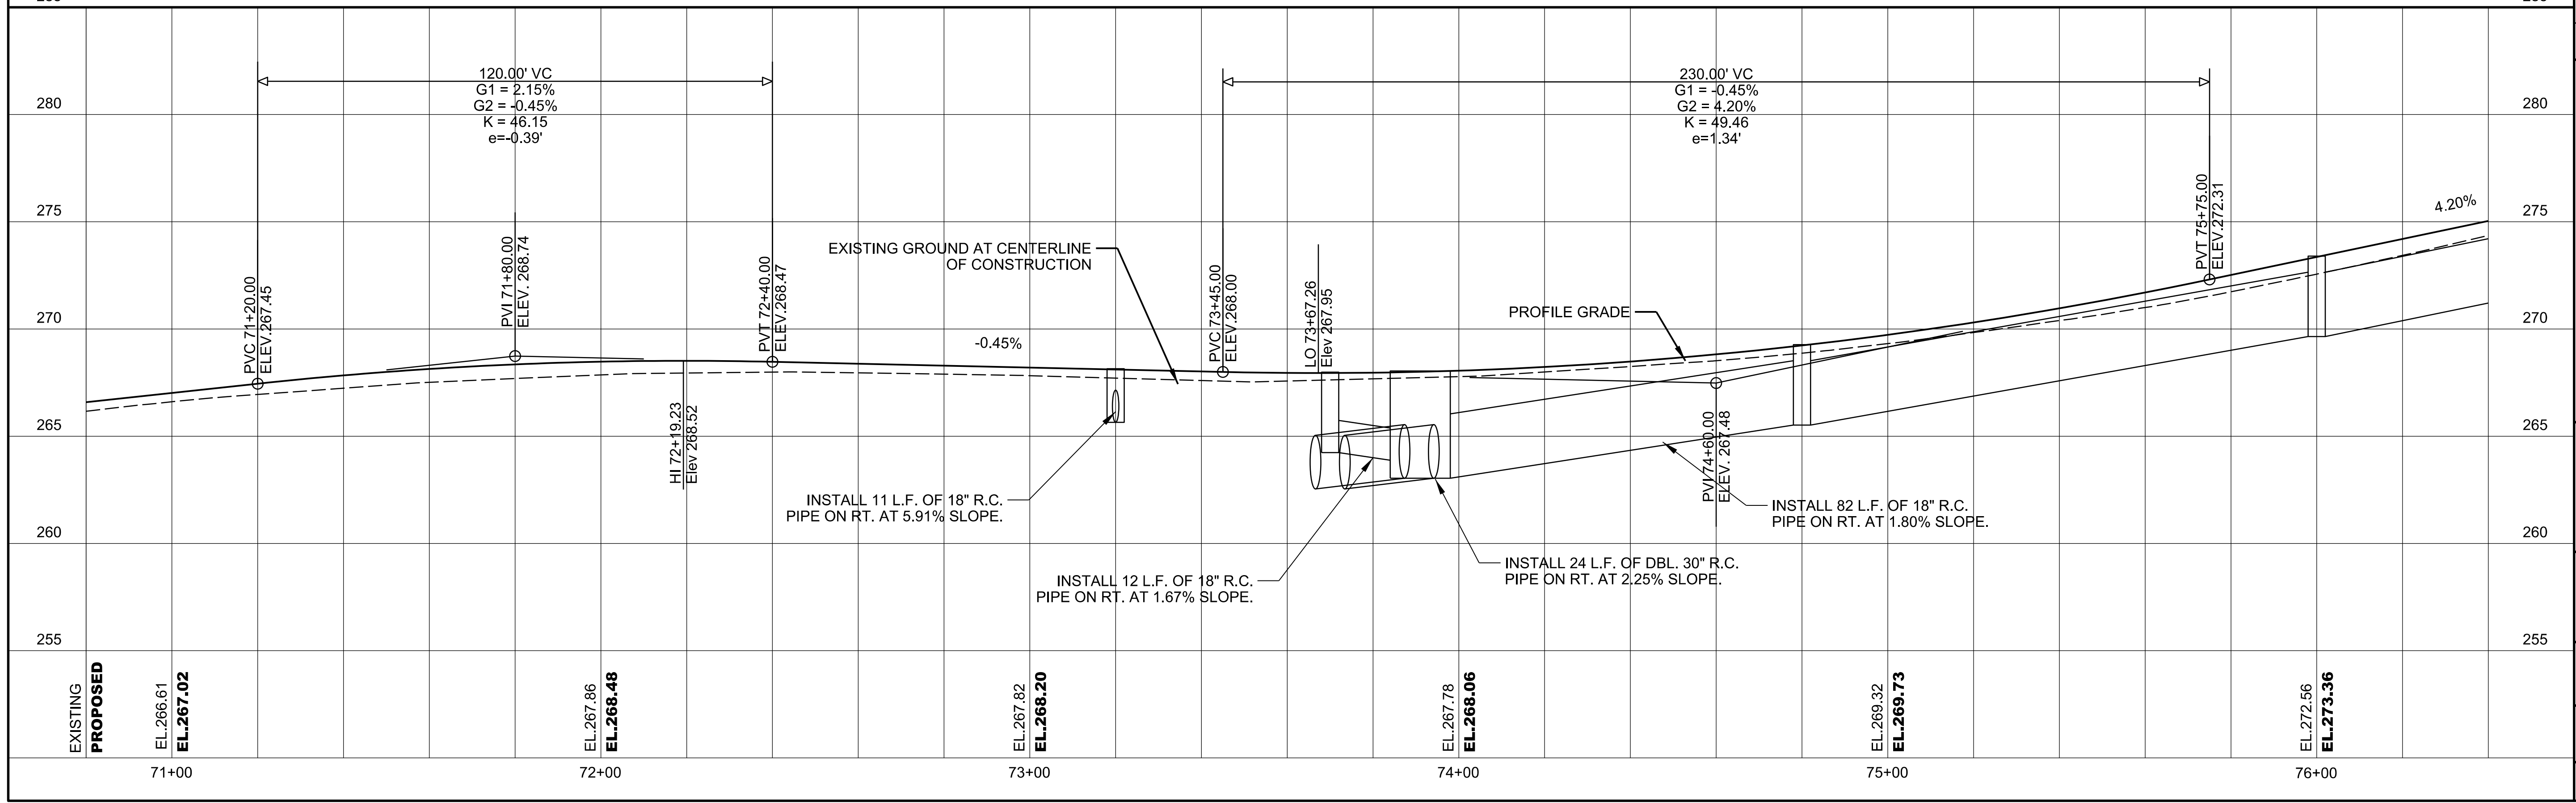 120.00' VC
G1 = 2.15%
G2 = -0.45%
K = 46.15
e=-0.39'
230.00' VC
G1 = -0.45%
G2 = 4.20%
K = 49.46
e=1.34'
280
280
275
275
270
270
265
265
260
260
255
255
PVC 71+20.00
ELEV.267.45
PVI 71+80.00
ELEV. 268.74
PVT 72+40.00
ELEV.268.47
HI 72+19.23
Elev 268.52
EXISTING GROUND AT CENTERLINE
OF CONSTRUCTION
-0.45%
PVC 73+45.00
ELEV.268.00
LO 73+67.26
Elev 267.95
PROFILE GRADE
PVI 74+60.00
ELEV. 267.48
PVT 75+75.00
ELEV.272.31
4.20%
INSTALL 11 L.F. OF 18" R.C.
PIPE ON RT. AT 5.91% SLOPE.
INSTALL 12 L.F. OF 18" R.C.
PIPE ON RT. AT 1.67% SLOPE.
INSTALL 24 L.F. OF DBL. 30" R.C.
PIPE ON RT. AT 2.25% SLOPE.
INSTALL 82 L.F. OF 18" R.C.
PIPE ON RT. AT 1.80% SLOPE.
EXISTING
PROPOSED
EL.266.61
EL.267.02
EL.267.86
EL.268.48
EL.267.82
EL.268.20
EL.267.78
EL.268.06
EL.269.32
EL.269.73
EL.272.56
EL.273.36
71+00
72+00
73+00
74+00
75+00
76+00